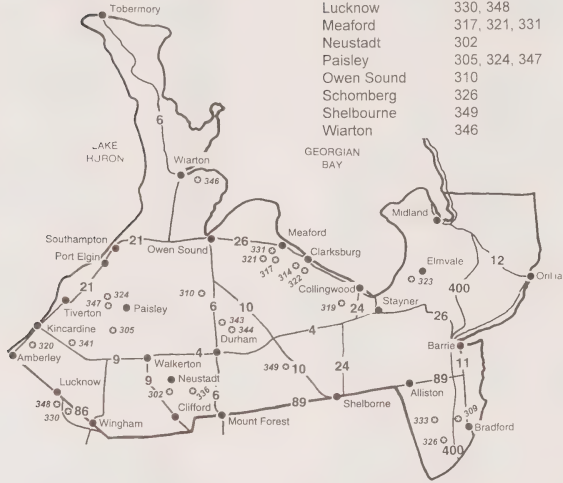 Lucknow 330, 348
Meaford 317, 321, 331
Neustadt 302
Paisley 305, 324, 347
Owen Sound 310
Schomberg 326
Shelbourne 349
Wiarton 346
Tobermory
6
LAKE
HURON
GEORGIAN
BAY
Wiarton
346
Southampton
21
Owen Sound
26
Meaford
Midland
Port Elgin
331
Clarksburg
Elmvale
12
321
317
314
322
323
21
Collingwood
400
Tiverton
324
347
Paisley
310
6
10
319
24
Stayner
26
Kincardine
305
343
344
4
320
341
Durham
Barrie
Amberley
9
Walkerton
4
11
Lucknow
9
Neustadt
349
10
24
89
348
302
336
6
Shelborne
Alliston
86
330
Clifford
89
333
309
Wingham
Mount Forest
Bradford
326
400